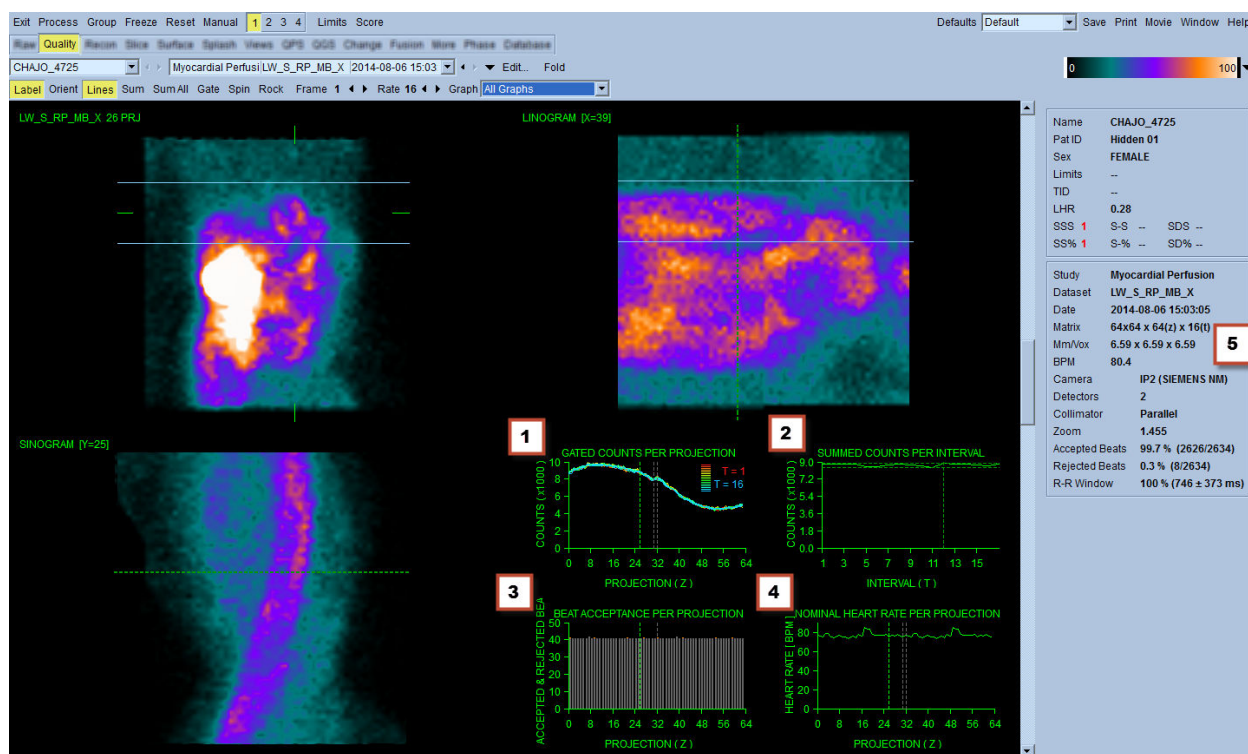 Exit Process Group Freeze Reset Manual 1 2 3 4 Limits Score Defaults Default Save Print Movie Window Help
Raw Quality Recon Slice Surface Splash Views QPS QGS Change Fusion More Phase Database
CHAJO_4725 Myocardial Perfusi LW_S_RP_MB_X 2014-08-06 15:03 Edit... Fold
0 100
Label Orient Lines Sum Sum All Gate Spin Rock Frame 1 Rate 16 Graph All Graphs
LW_S_RP_MB_X 26 PRJ
LINOGRAM [X=39]
SINOGRAM [Y=25]
1
GATED COUNTS PER PROJECTION
T = 1
T = 16
COUNTS (x1000)
10
8
6
4
2
0
0 8 16 24 32 40 48 56 64
PROJECTION ( Z )
2
SUMMED COUNTS PER INTERVAL
COUNTS (x1000)
9.0
7.2
5.4
3.6
1.8
0.0
1 3 5 7 9 11 13 15
INTERVAL ( T )
3
BEAT ACCEPTANCE PER PROJECTION
ACCEPTED & REJECTED BEA
50
40
30
20
10
0
0 8 16 24 32 40 48 56 64
PROJECTION ( Z )
4
NOMINAL HEART RATE PER PROJECTION
HEART RATE [ BPM ]
80
60
40
20
0
0 8 16 24 32 40 48 56 64
PROJECTION ( Z )
Name CHAJO_4725
Pat ID Hidden 01
Sex FEMALE
Limits --
TID --
LHR 0.28
SSS 1 S-S -- SDS --
SS% 1 S-% -- SD% --
Study Myocardial Perfusion
Dataset LW_S_RP_MB_X
Date 2014-08-06 15:03:05
Matrix 64x64 x 64(z) x 16(t)
5
Mm/Vox 6.59 x 6.59 x 6.59
BPM 80.4
Camera IP2 (SIEMENS NM)
Detectors 2
Collimator Parallel
Zoom 1.455
Accepted Beats 99.7 % (2626/2634)
Rejected Beats 0.3 % (8/2634)
R-R Window 100 % (746 ± 373 ms)